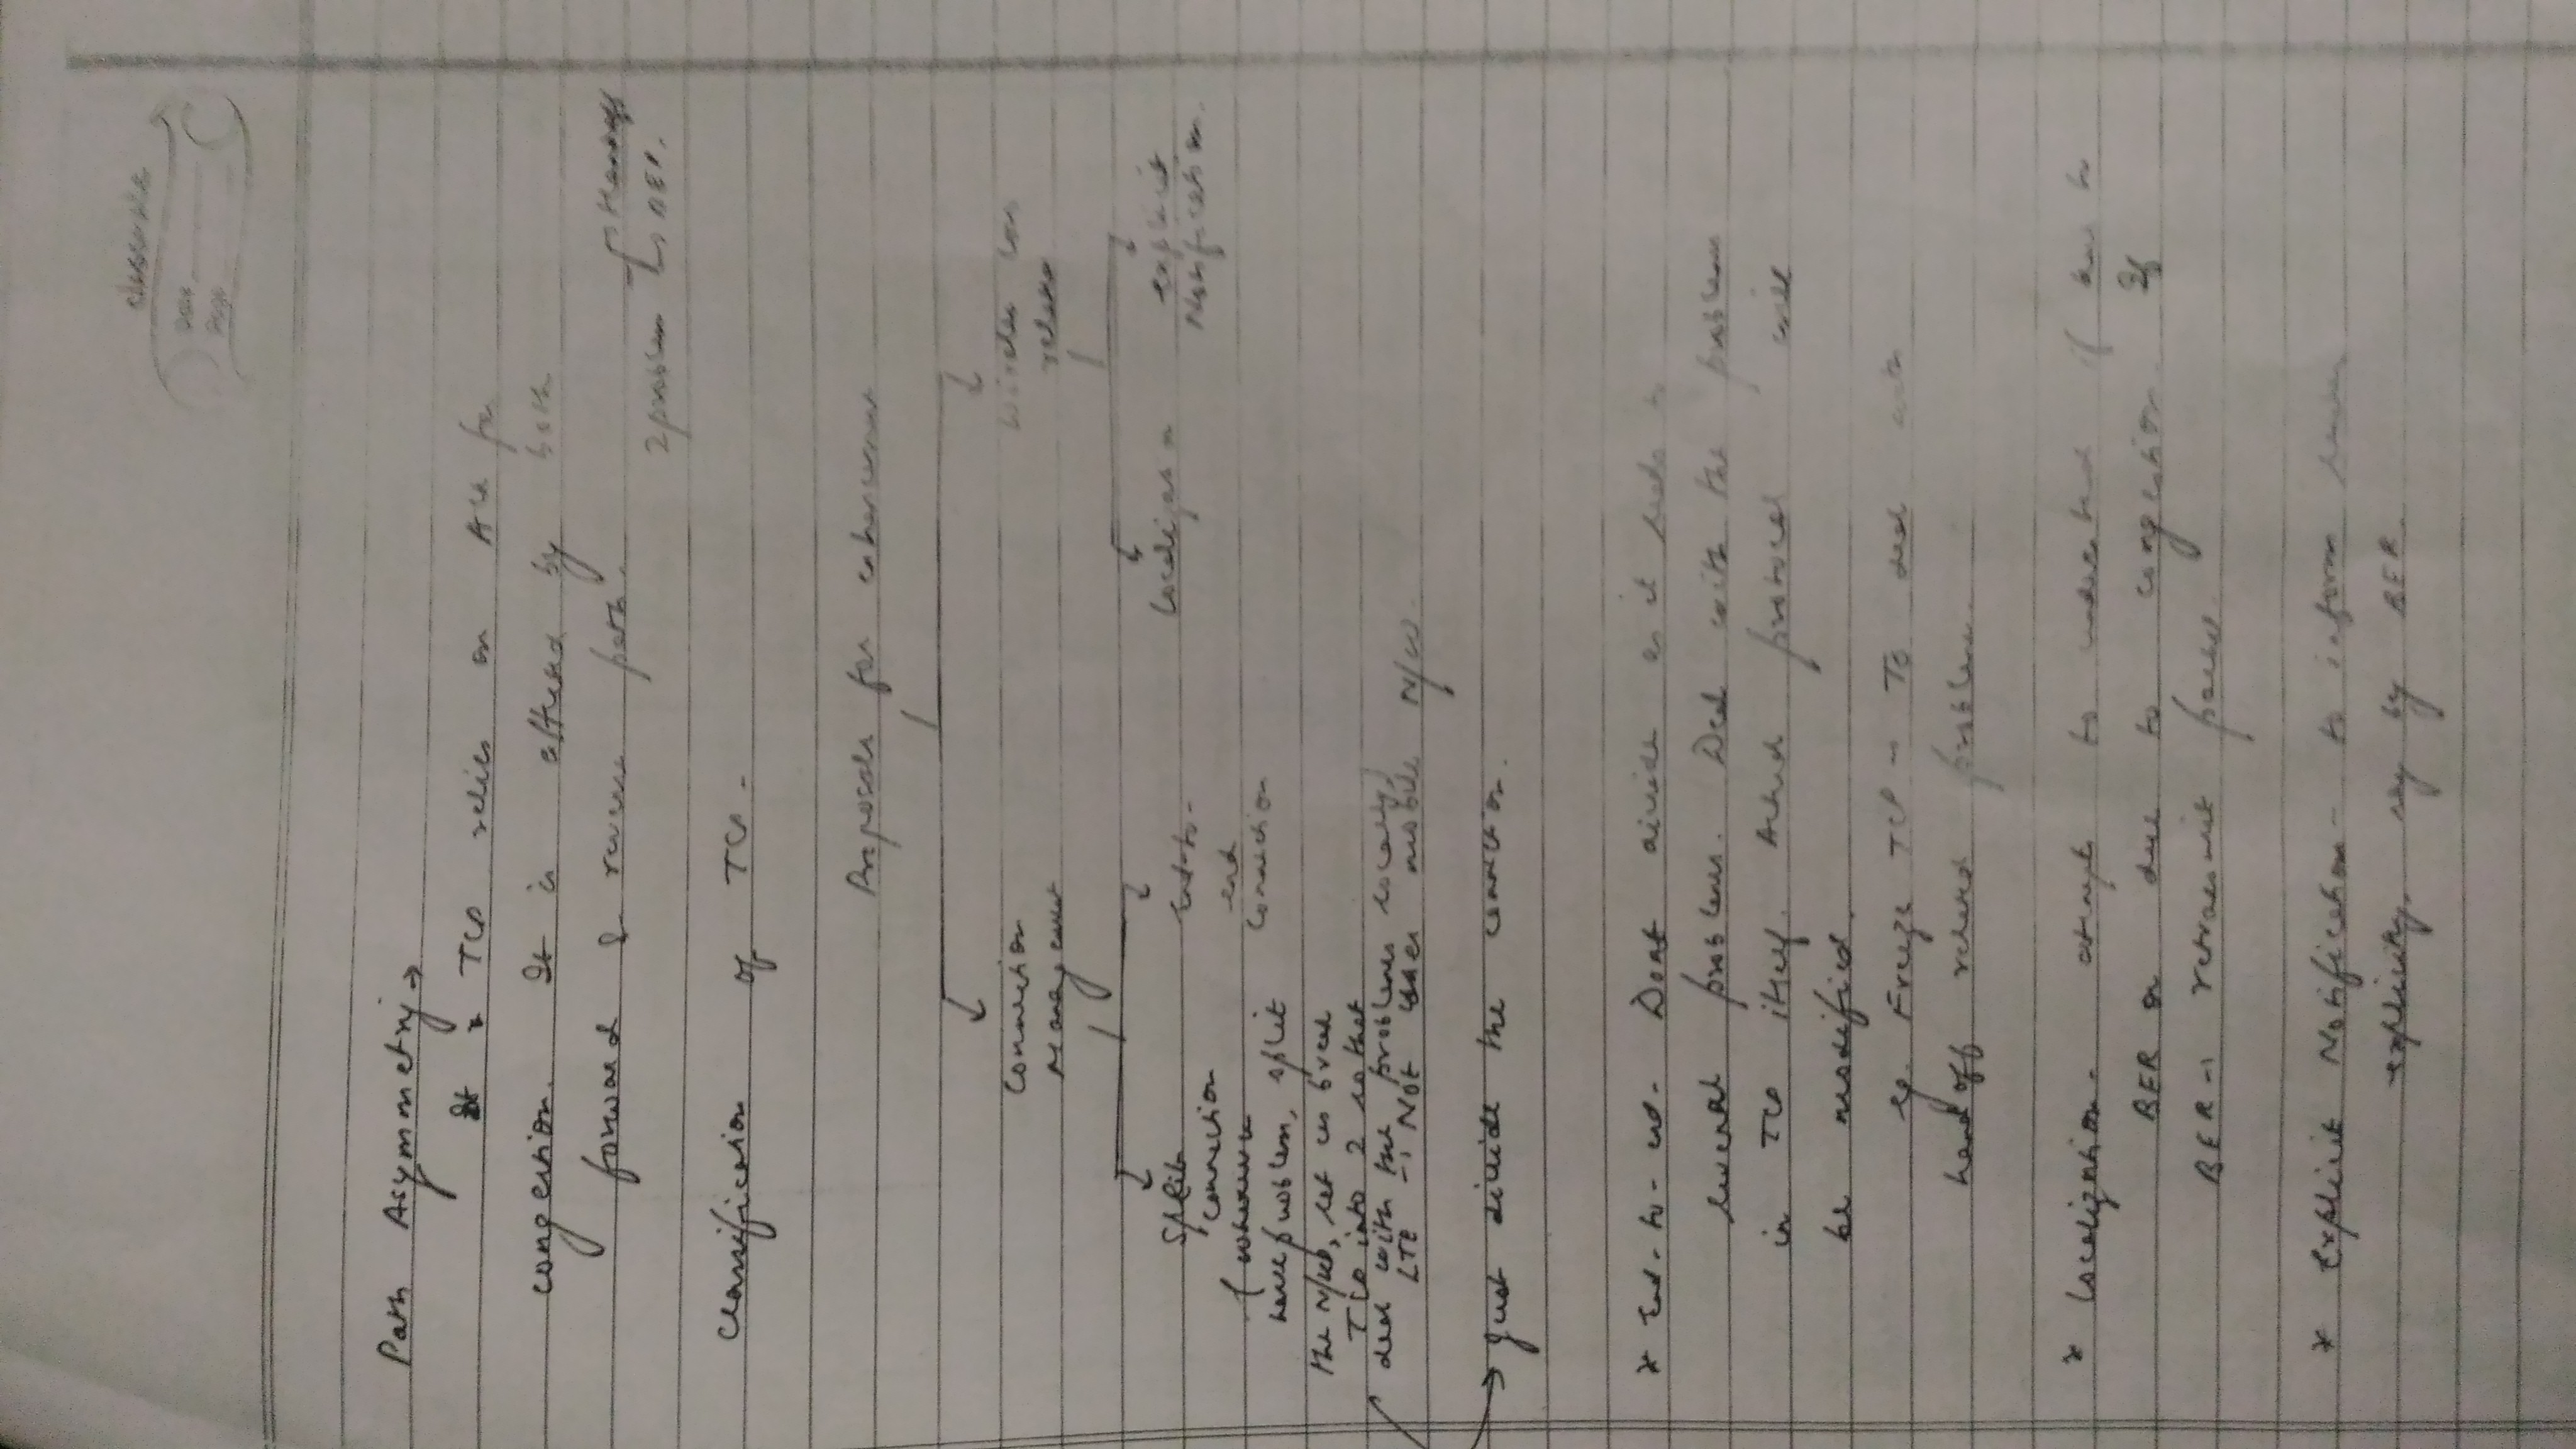 classmate
Date
Page
Path Asymmetry →
TCP relies on ACK for
congestion. It is affected by both
forward & reverse path.
2 problem → Handoff
→ BER.
Classification of TCP -
Proposals for enhancement
Connection
Management
Wireless loss
related
Split
connection
End-to-
end
connection
Localization
explicit
Notification.
( wherever
have problem, split
the N/w, let us break
TCP into 2 so that
deal with the problems locally)
LTE → Not mobile N/W.
→ Just divide the connection.
* End-to-end- Dont divide as it leads to
several problems. Deal with the problems
in TCP itself. Actual protocol will
be modified.
eg. Freeze TCP → To deal with
handoff related problem.
* Localization - attempts to understand if due to
BER or due to congestion. If
BER → retransmit packet.
* Explicit Notification - to inform sender
explicitly, by BER.